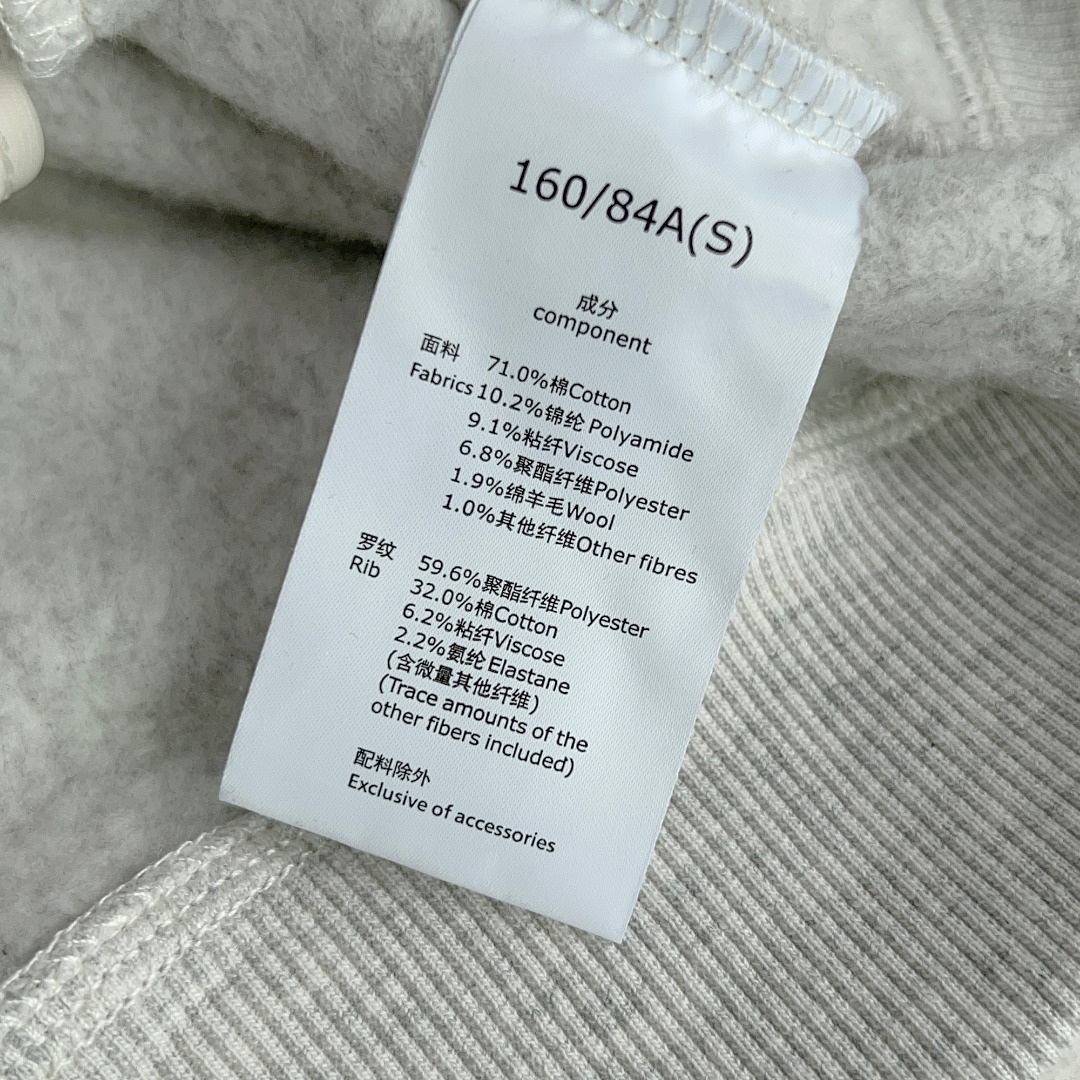 160/84A(S)
成分
component
面料 71.0%棉Cotton
Fabrics 10.2%锦纶 Polyamide
9.1%粘纤Viscose
6.8%聚酯纤维Polyester
1.9%绵羊毛Wool
1.0%其他纤维Other fibres
罗纹 59.6%聚酯纤维Polyester
Rib 32.0%棉Cotton
6.2%粘纤Viscose
2.2%氨纶 Elastane
(含微量其他纤维)
(Trace amounts of the
other fibers included)
配料除外
Exclusive of accessories